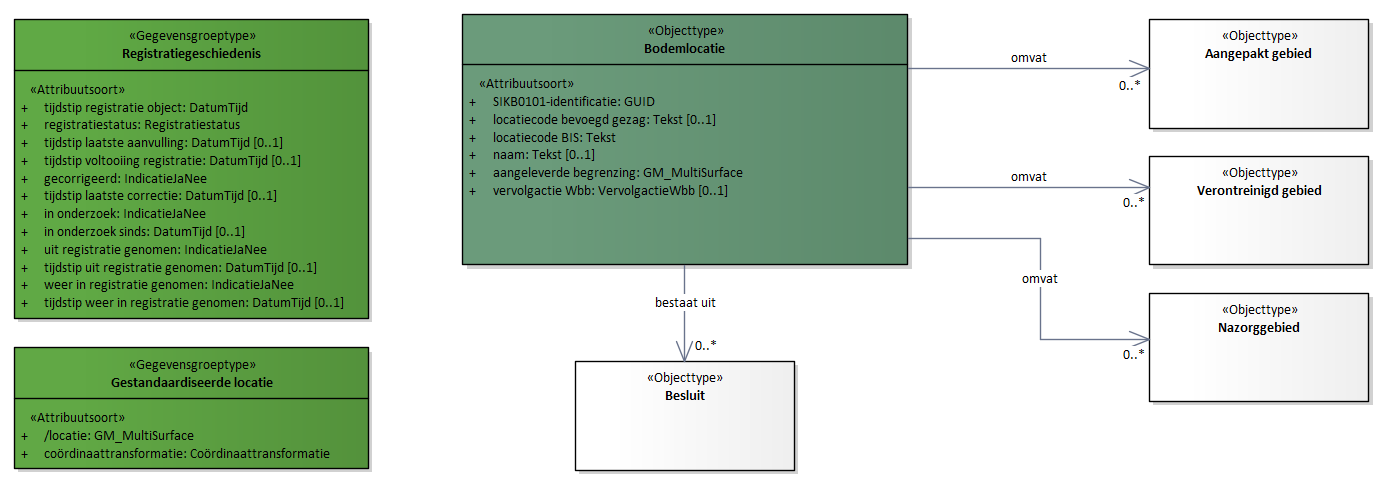 «Gegevensgroeptype»
Registratiegeschiedenis
«Attribuutsoort»
+ tijdstip registratie object: DatumTijd
+ registratiestatus: Registratiestatus
+ tijdstip laatste aanvulling: DatumTijd [0..1]
+ tijdstip voltooiing registratie: DatumTijd [0..1]
+ gecorrigeerd: IndicatieJaNee
+ tijdstip laatste correctie: DatumTijd [0..1]
+ in onderzoek: IndicatieJaNee
+ in onderzoek sinds: DatumTijd [0..1]
+ uit registratie genomen: IndicatieJaNee
+ tijdstip uit registratie genomen: DatumTijd [0..1]
+ weer in registratie genomen: IndicatieJaNee
+ tijdstip weer in registratie genomen: DatumTijd [0..1]
«Gegevensgroeptype»
Gestandaardiseerde locatie
«Attribuutsoort»
+ /locatie: GM_MultiSurface
+ coördinaattransformatie: Coördinaattransformatie
«Objecttype»
Bodemlocatie
«Attribuutsoort»
+ SIKB0101-identificatie: GUID
+ locatiecode bevoegd gezag: Tekst [0..1]
+ locatiecode BIS: Tekst
+ naam: Tekst [0..1]
+ aangeleverde begrenzing: GM_MultiSurface
+ vervolgactie Wbb: VervolgactieWbb [0..1]
bestaat uit
0..*
«Objecttype»
Besluit
omvat
0..*
«Objecttype»
Aangepakt gebied
omvat
0..*
«Objecttype»
Verontreinigd gebied
omvat
0..*
«Objecttype»
Nazorggebied